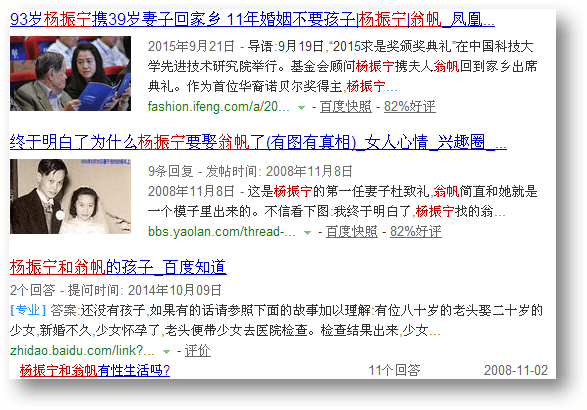 93岁杨振宁携39岁妻子回家乡 11年婚姻不要孩子|杨振宁|翁帆_凤凰...
2015年9月21日 - 导语:9月19日,“2015求是奖颁奖典礼”在中国科技大
学先进技术研究院举行。基金会顾问杨振宁携夫人翁帆回到家乡出席
典礼。作为首位华裔诺贝尔奖得主,杨振宁...
fashion.ifeng.com/a/20... - 百度快照 - 82%好评
终于明白了为什么杨振宁要娶翁帆了(有图有真相)_女人心情_兴趣圈_...
9条回复 - 发帖时间: 2008年11月8日
2008年11月8日 - 这是杨振宁的第一任妻子杜致礼,翁帆简直和她就是
一个模子里出来的。不信看下图:我终于明白了,杨振宁找的翁...
bbs.yaolan.com/thread-... - 百度快照 - 82%好评
杨振宁和翁帆的孩子_百度知道
2个回答 - 提问时间: 2014年10月09日
[专业] 答案:还没有孩子,如果有的话请参照下面的故事加以理解:有位八十岁的老头娶二十岁的
少女,新婚不久,少女怀孕了,老头便带少女去医院检查。检查结果出来,少女...
zhidao.baidu.com/link?... - 评价
杨振宁和翁帆有性生活吗? 11个回答 2008-11-02